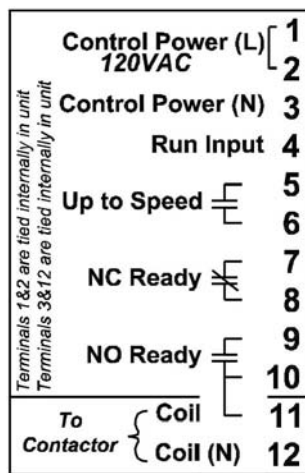 Control Power (L) 1
120VAC 2
Control Power (N) 3
Run Input 4
Up to Speed 5
6
NC Ready 7
8
NO Ready 9
10
To Contactor Coil 11
Coil (N) 12
Terminals 1&2 are tied internally in unit
Terminals 3&12 are tied internally in unit